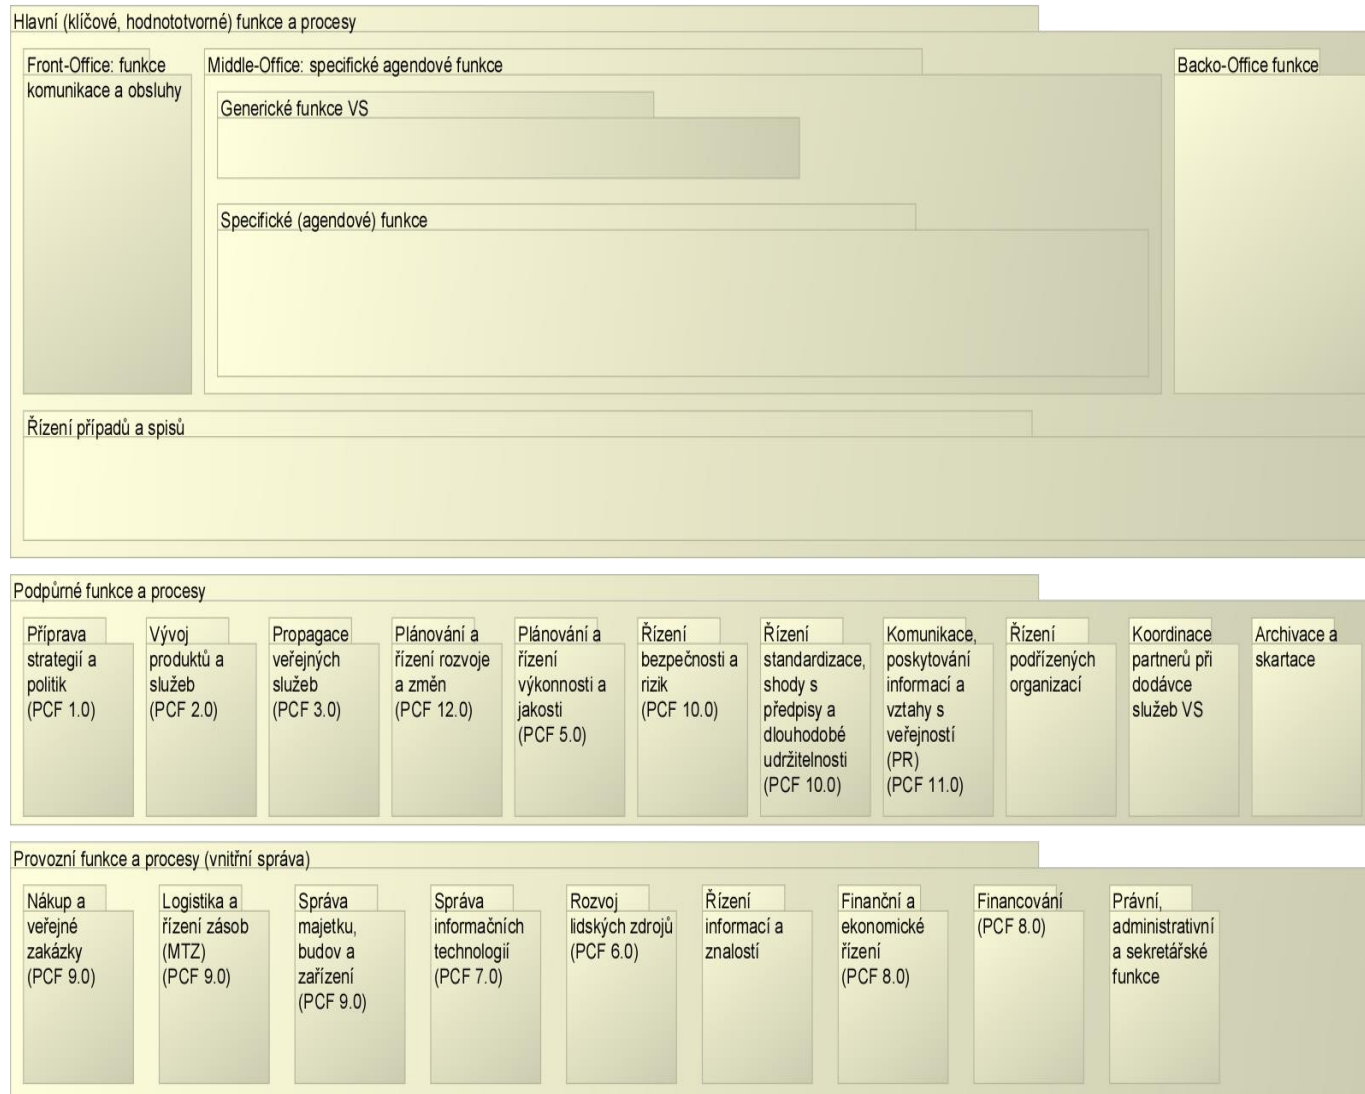 Hlavní (klíčové, hodnototvorné) funkce a procesy
Front-Office: funkce
komunikace a obsluhy
Middle-Office: specifické agendové funkce
Generické funkce VS
Specifické (agendové) funkce
Backo-Office funkce
Řízení případů a spisů
Podpůrné funkce a procesy
Příprava
strategií a
politik
(PCF 1.0)
Vývoj
produktů a
služeb
(PCF 2.0)
Propagace
veřejných
služeb
(PCF 3.0)
Plánování a
řízení rozvoje
a změn
(PCF 12.0)
Plánování a
řízení
výkonnosti a
jakosti
(PCF 5.0)
Řízení
bezpečnosti a
rizik
(PCF 10.0)
Řízení
standardizace,
shody s
předpisy a
dlouhodobé
udržitelnosti
(PCF 10.0)
Komunikace,
poskytování
informací a
vztahy s
veřejností
(PR)
(PCF 11.0)
Řízení
podřízených
organizací
Koordinace
partnerů při
dodávce
služeb VS
Archivace a
skartace
Provozní funkce a procesy (vnitřní správa)
Nákup a
veřejné
zakázky
(PCF 9.0)
Logistika a
řízení zásob
(MTZ)
(PCF 9.0)
Správa
majetku,
budov a
zařízení
(PCF 9.0)
Správa
informačních
technologií
(PCF 7.0)
Rozvoj
lidských zdrojů
(PCF 6.0)
Řízení
informací a
znalostí
Finanční a
ekonomické
řízení
(PCF 8.0)
Financování
(PCF 8.0)
Právní,
administrativní
a sekretářské
funkce